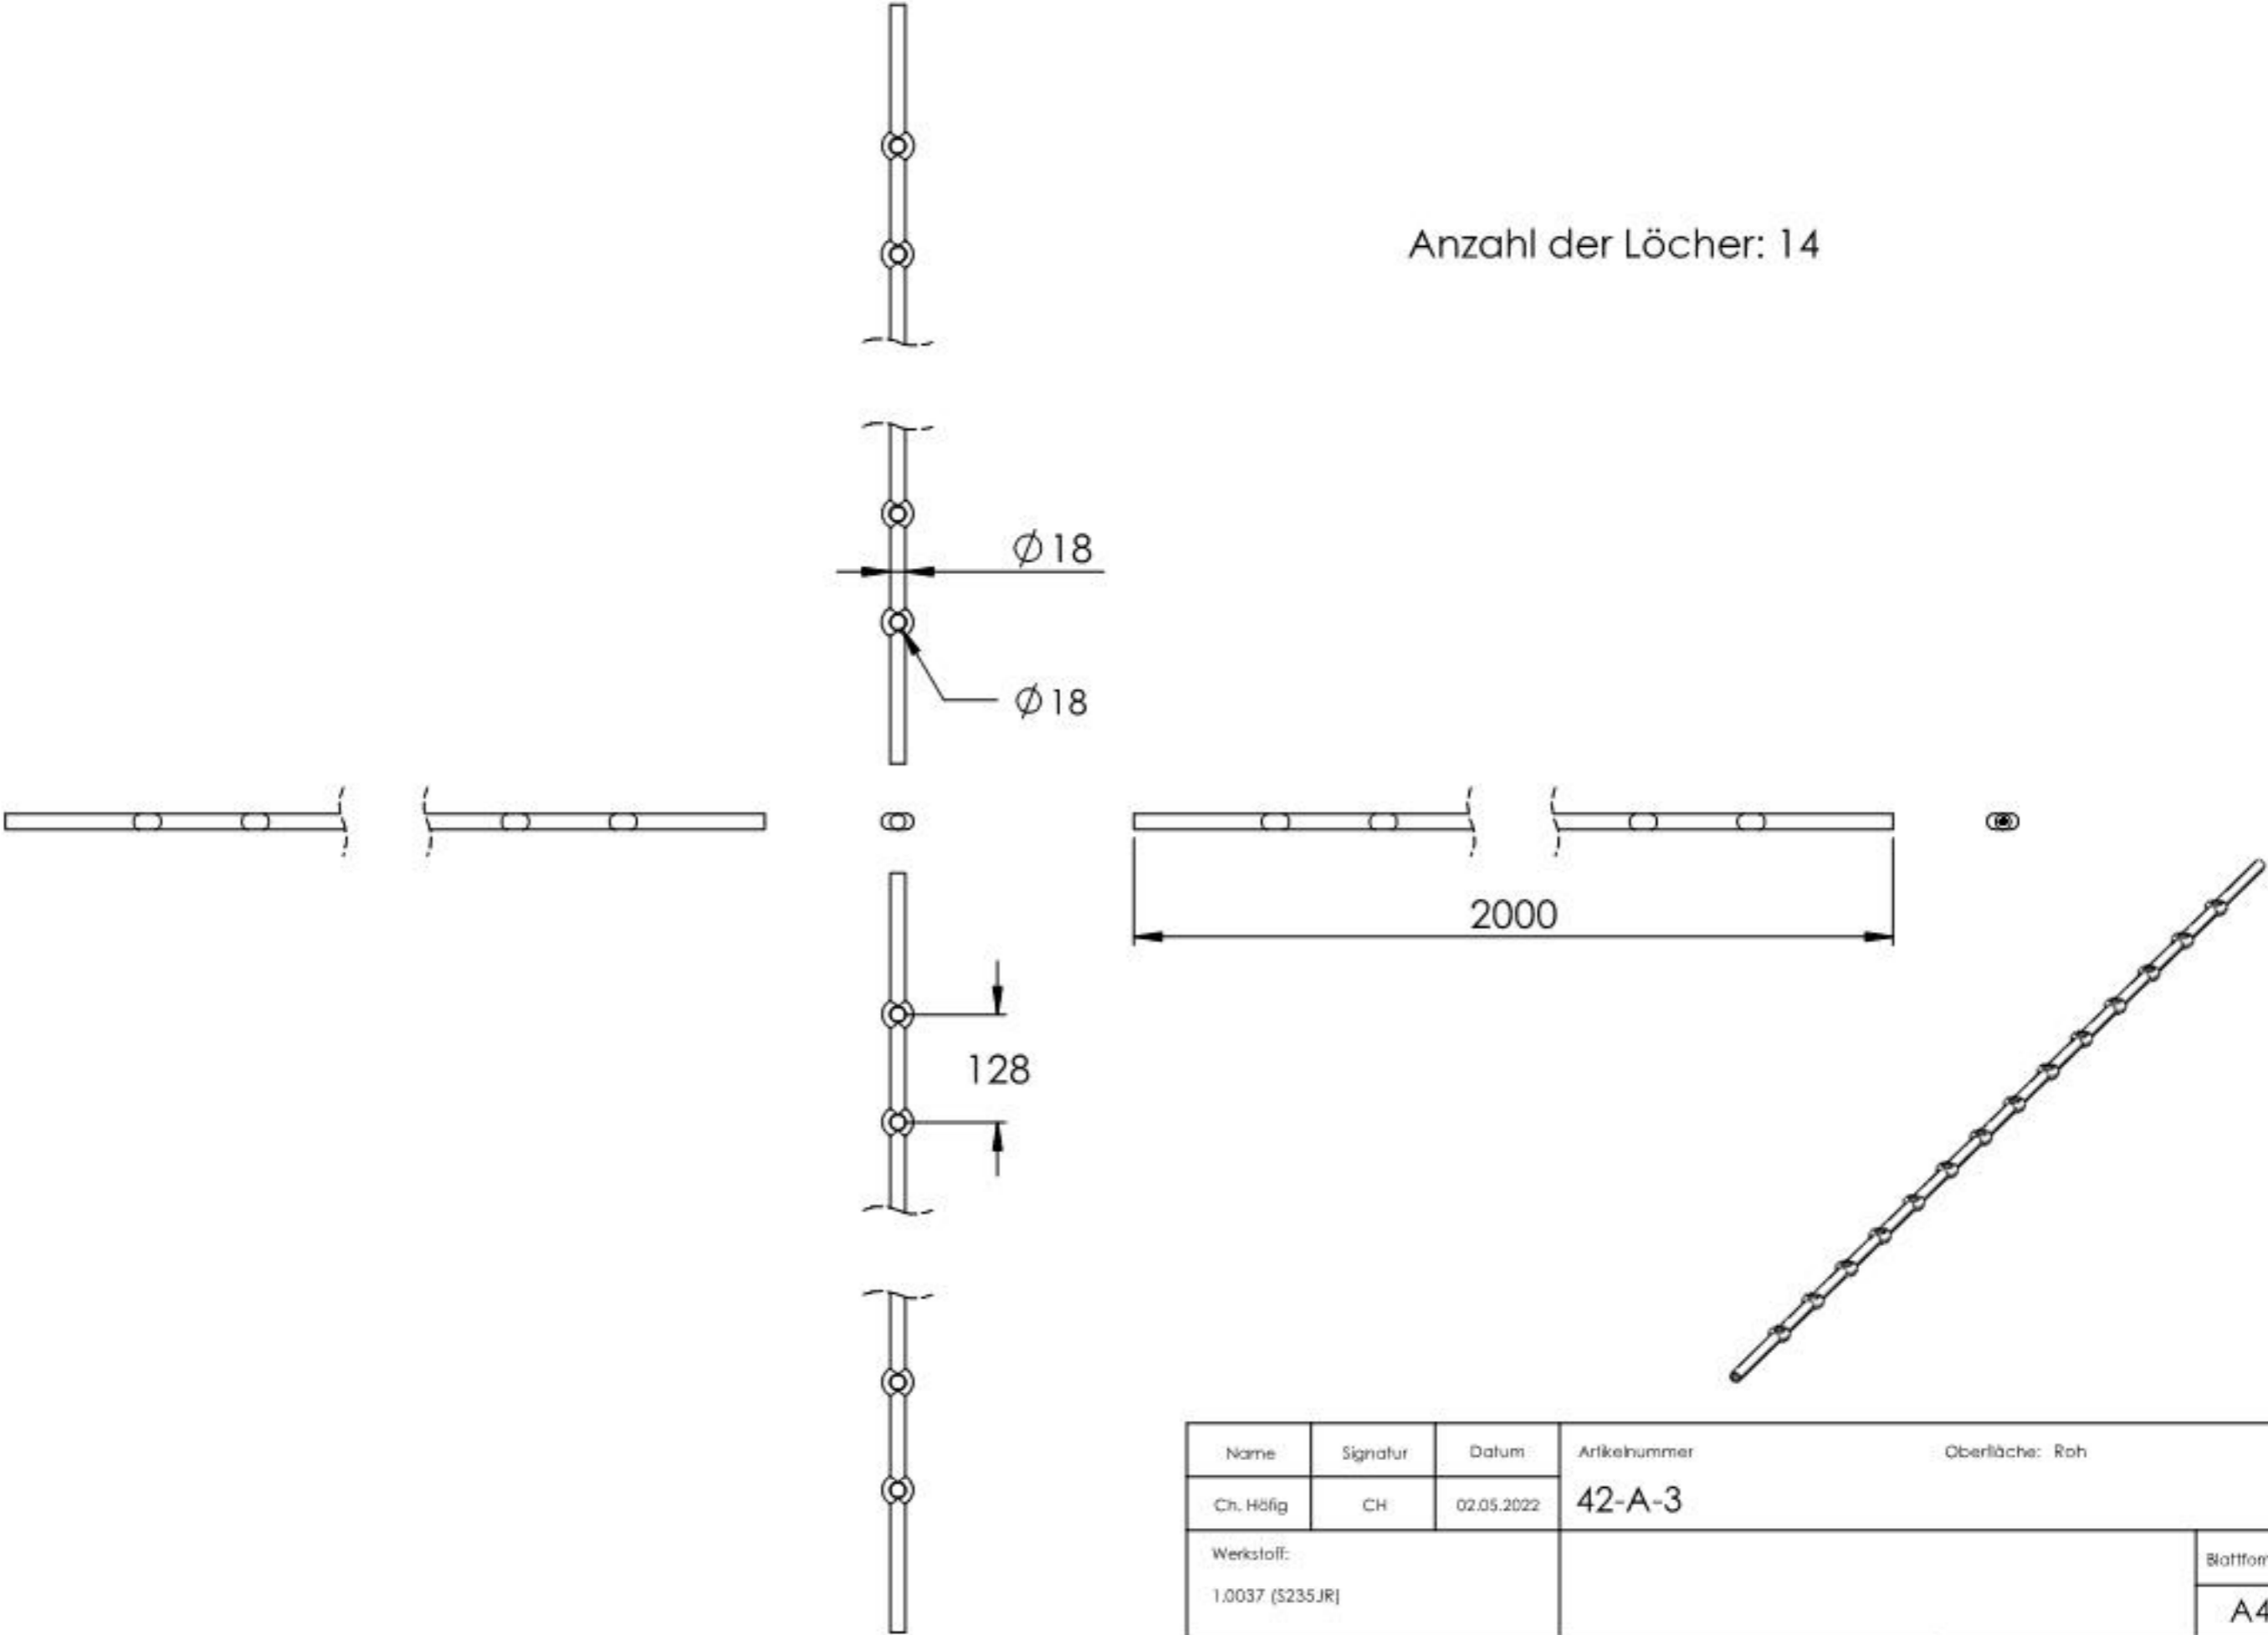 Anzahl der Löcher: 14
Ø18
Ø18
2000
128
Name Signatur Datum Artikelnummer Oberfläche: Roh
Ch. Höfig CH 02.05.2022 42-A-3
Werkstoff:
1.0037 (S235JR)
A4